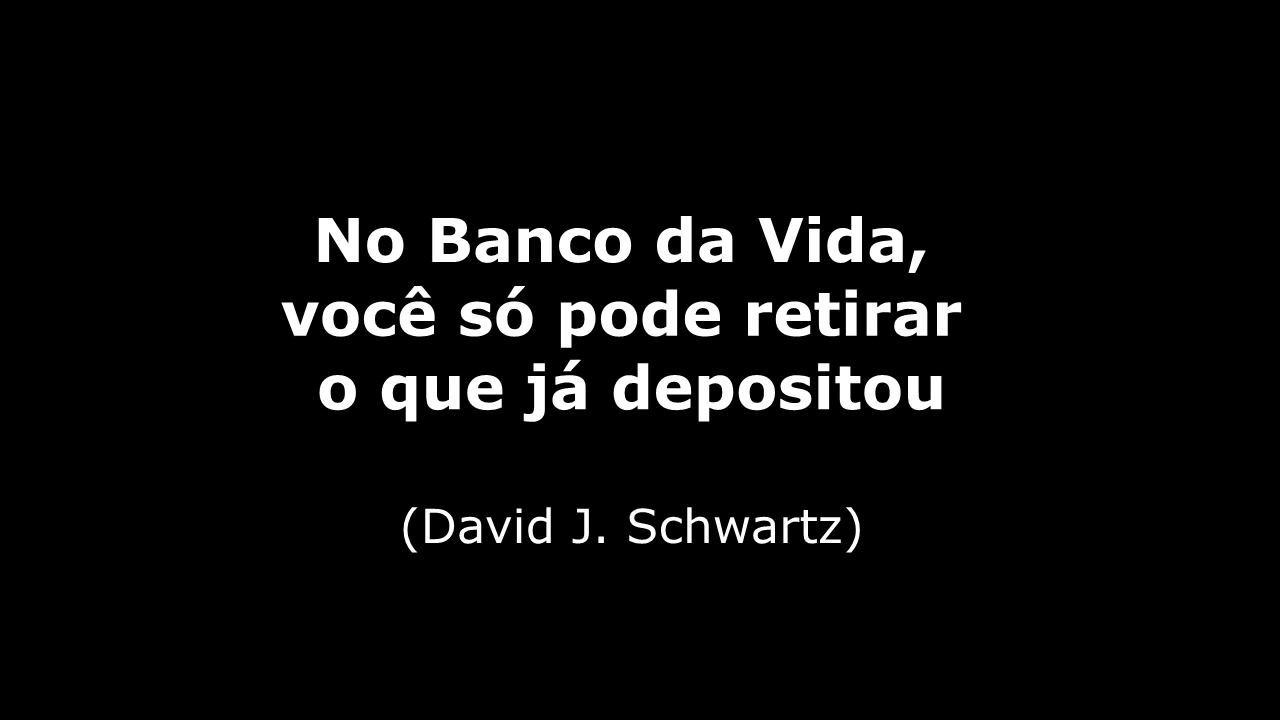 No Banco da Vida,
você só pode retirar
o que já depositou
(David J. Schwartz)